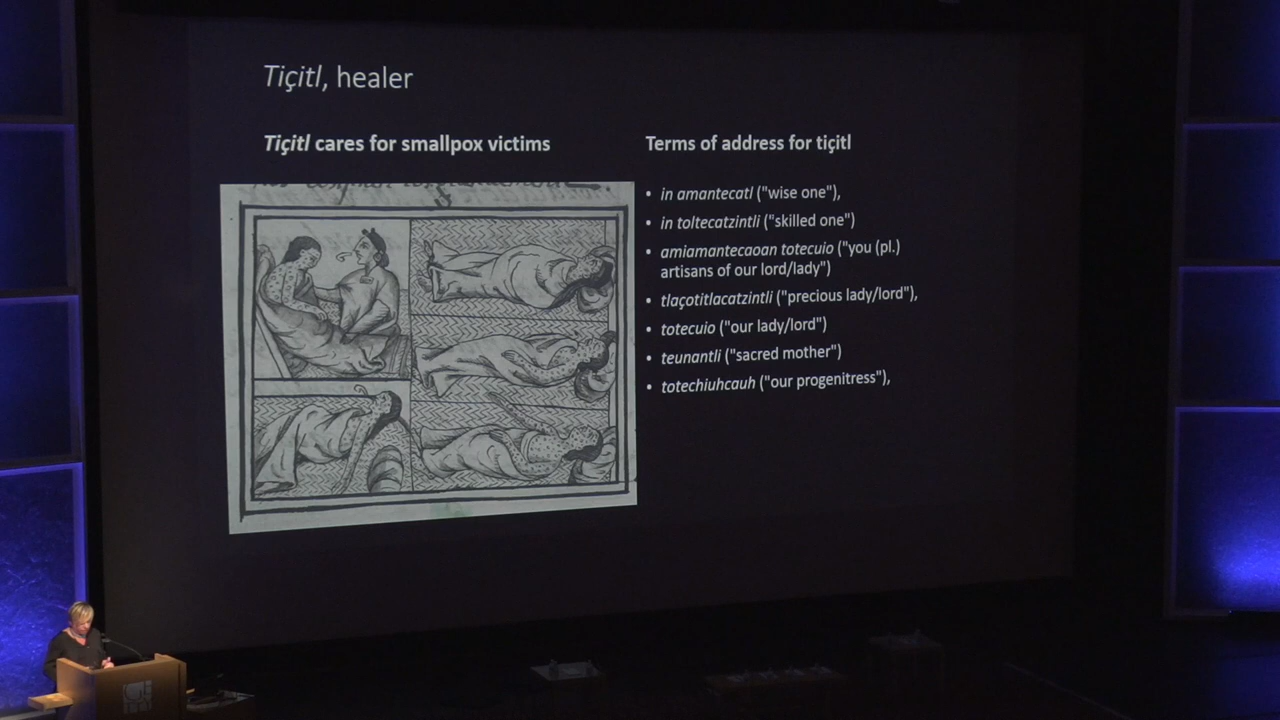 Tiçitl, healer
Tiçitl cares for smallpox victims
Terms of address for tiçitl
• in amantecatl ("wise one"),
• in toltecatzintli ("skilled one")
• amiamantecaoan totecuio ("you (pl.)
artisans of our lord/lady")
• tlaçotitlacatzintli ("precious lady/lord"),
• totecuio ("our lady/lord")
• teunantli ("sacred mother")
• totechiuhcauh ("our progenitress"),